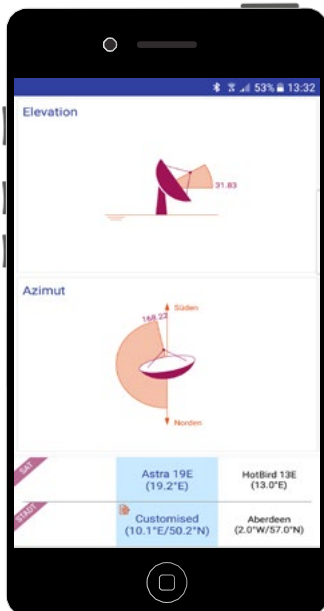 53% 13:32
Elevation
31.83
Azimut
168.22
Süden
Norden
SAT
Astra 19E
(19.2°E)
HotBird 13E
(13.0°E)
STADT
Customised
(10.1°E/50.2°N)
Aberdeen
(2.0°W/57.0°N)